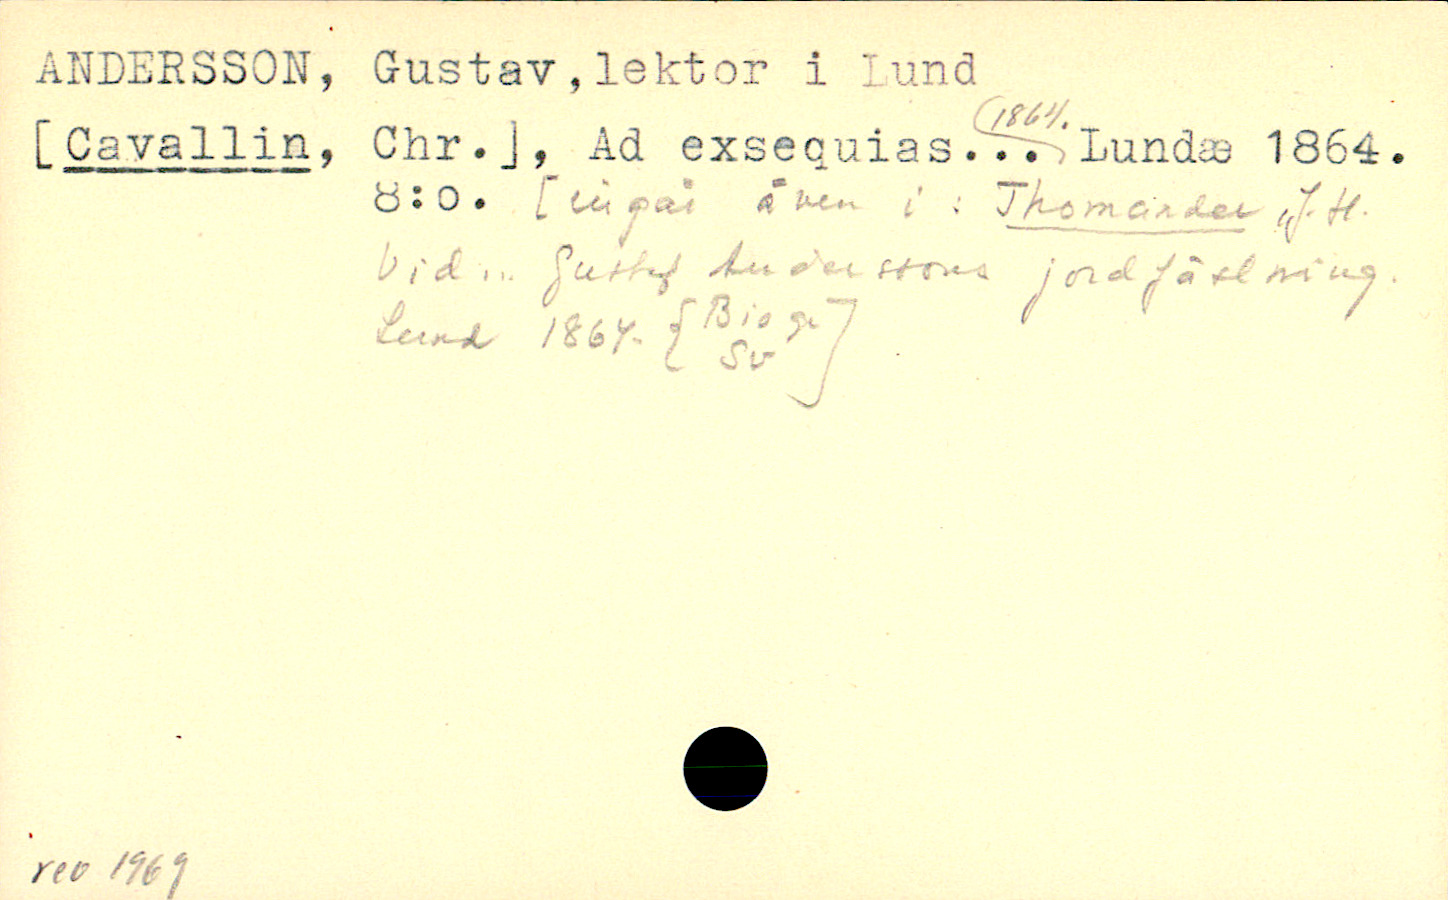 ANDERSSON, Gustav, lektor i Lund
[Cavallin, Chr.], Ad exsequias... 1864. Lundæ 1864.
8:o. [ingår även i: Thomander, J.H.
Vid... Gustaf Anderssons jordfästning.
Lund 1864. [Biogr
Sv]
rev 1969